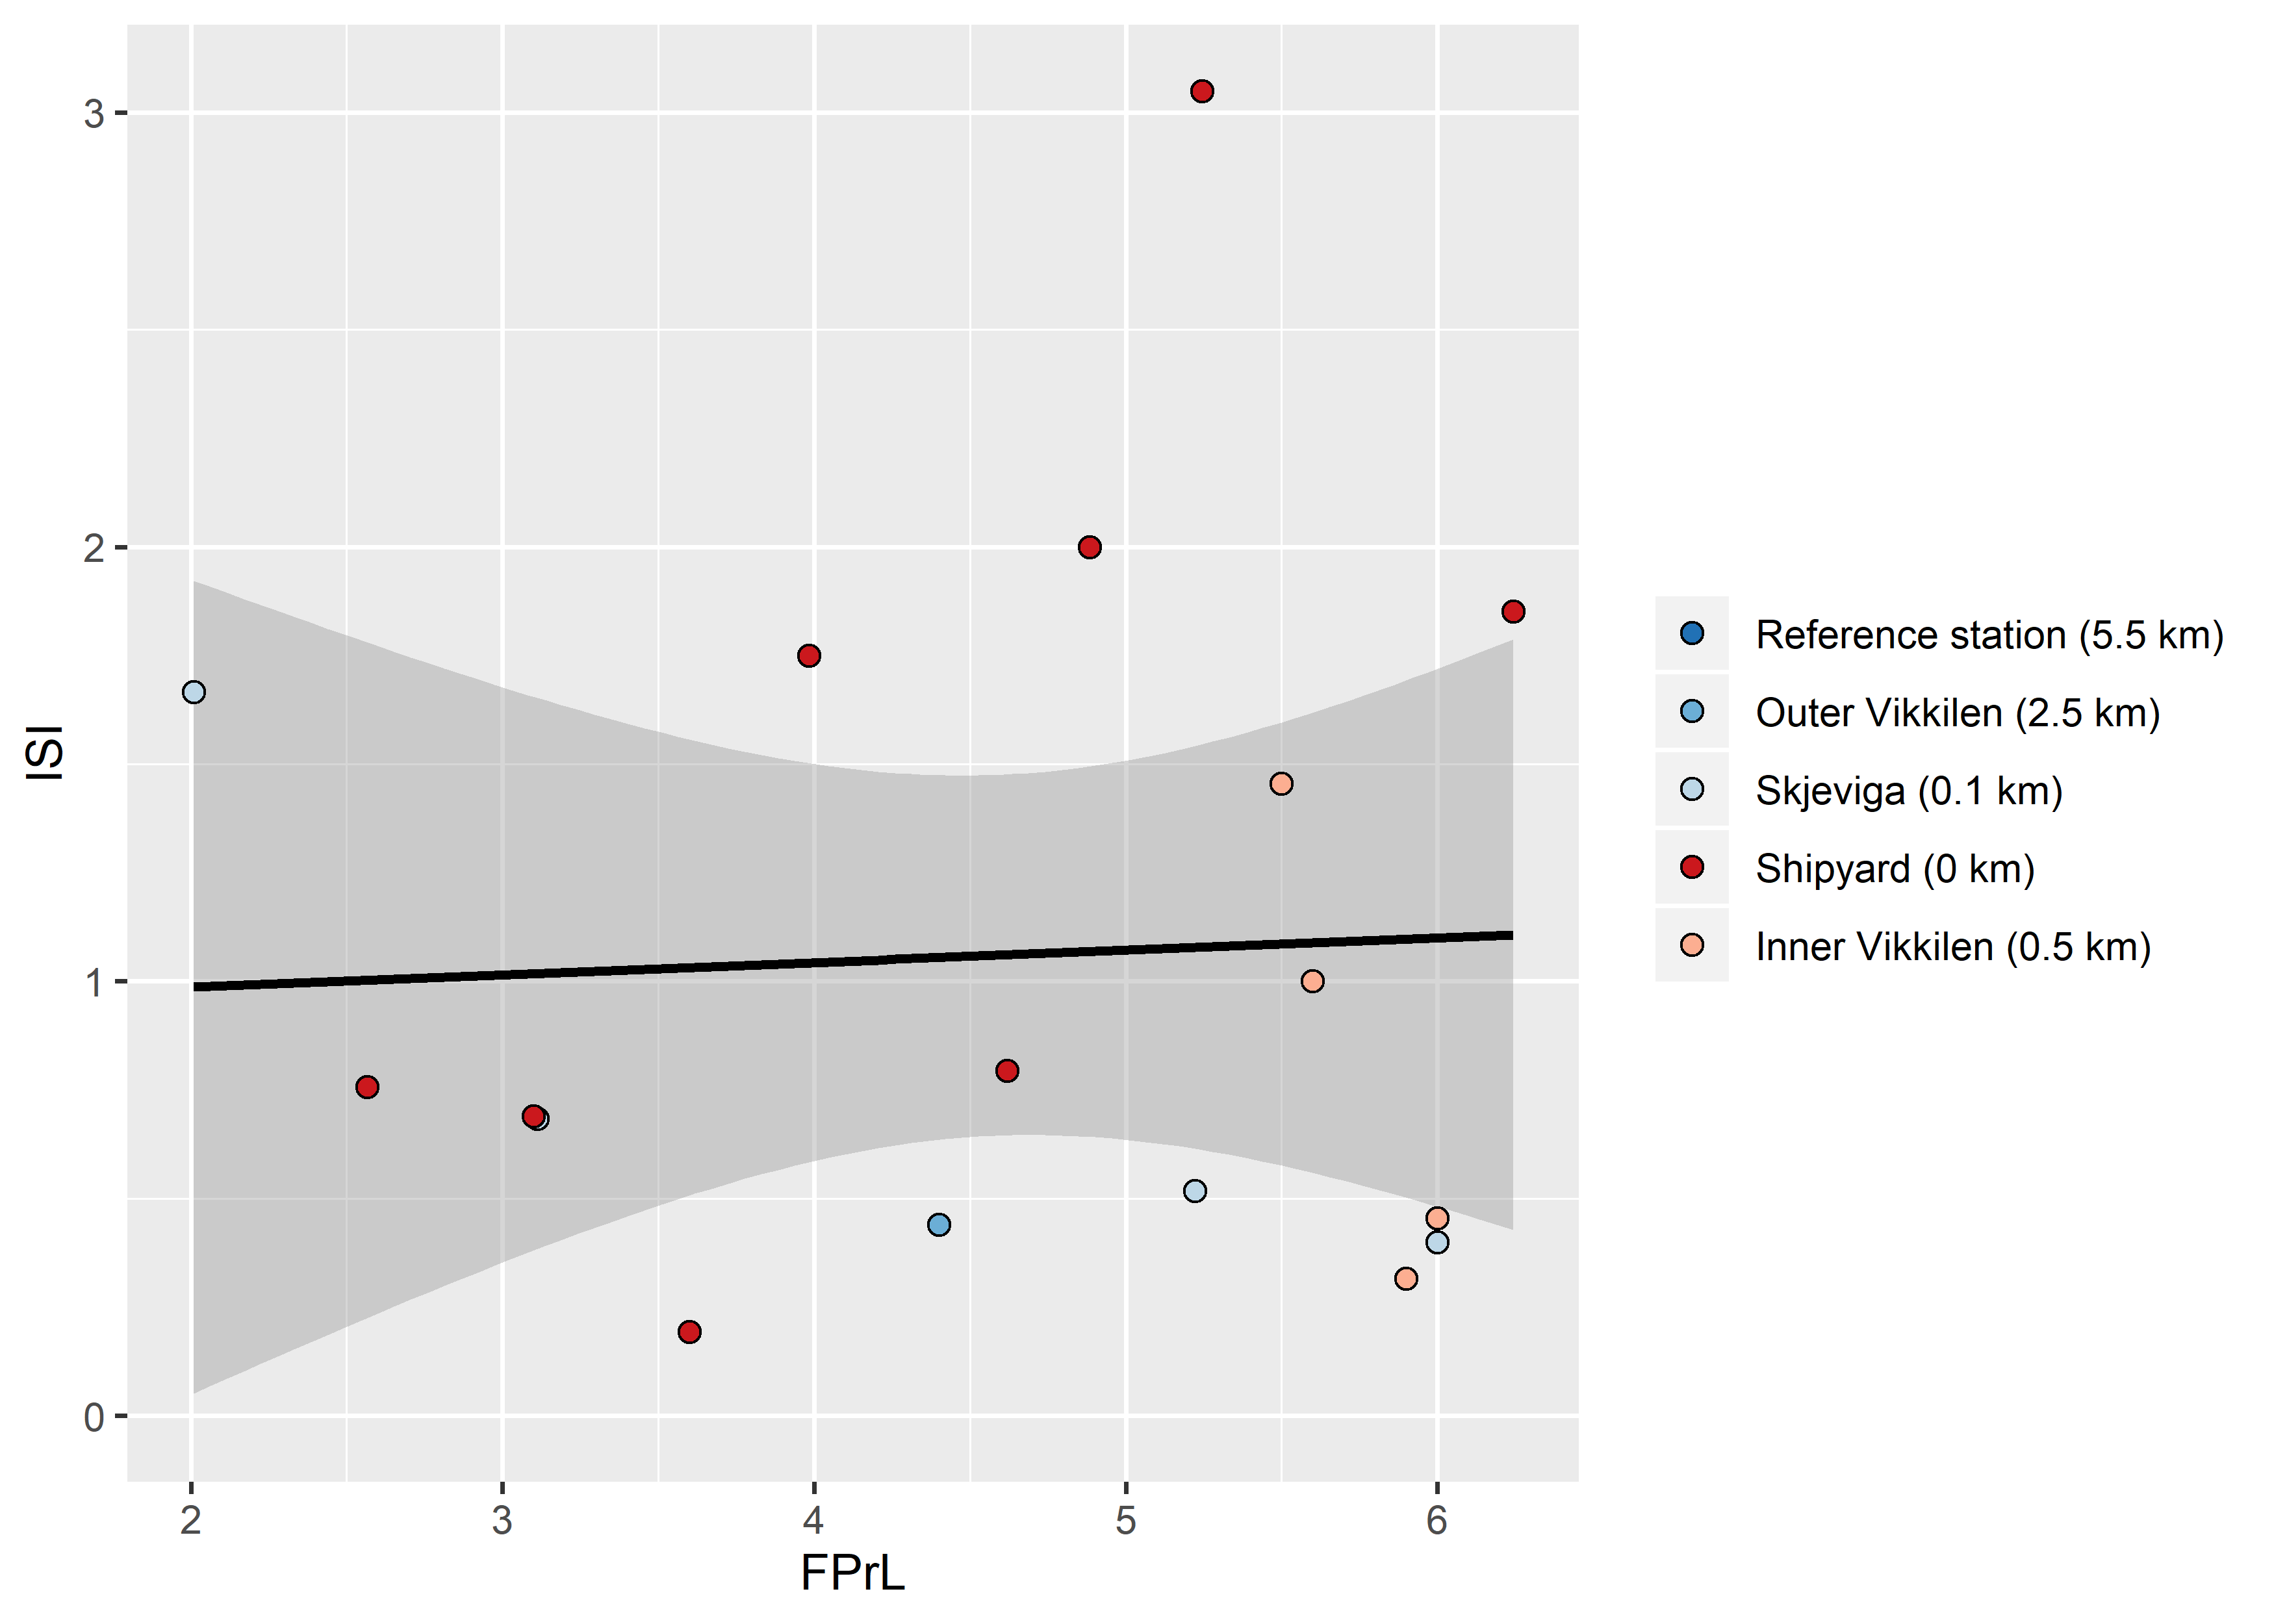 3
2
1
0
ISI
2 3 4 5 6
FPrL
Reference station (5.5 km)
Outer Vikkilen (2.5 km)
Skjeviga (0.1 km)
Shipyard (0 km)
Inner Vikkilen (0.5 km)